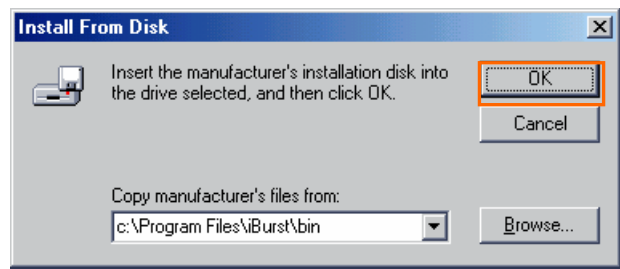 Install From Disk
Insert the manufacturer's installation disk into
the drive selected, and then click OK.
OK
Cancel
Copy manufacturer's files from:
c:\Program Files\iBurst\bin
Browse...